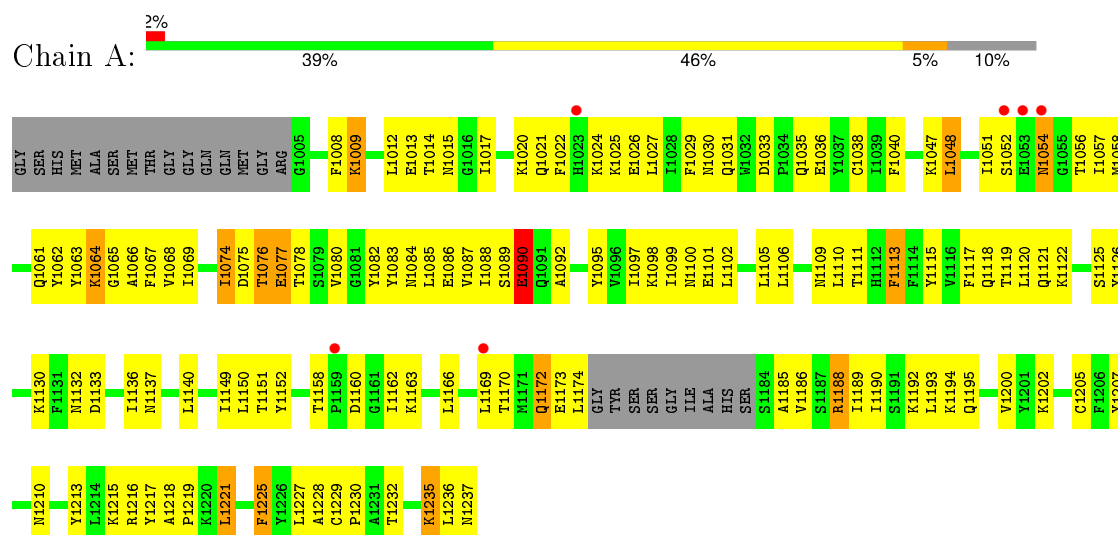 2%
Chain A:
39% 46% 5% 10%
GLY SER HIS MET ALA SER MET THR GLY GLY GLN GLN MET GLY ARG G1005 F1008 K1009 L1012 E1013 T1014 N1015 G1016 I1017 K1020 Q1021 F1022 H1023 K1024 K1025 E1026 L1027 I1028 I1029 N1030 Q1031 W1032 D1033 P1034 Q1035 E1036 Y1037 C1038 I1039 F1040 K1047 L1048 I1051 S1052 E1053 N1054 G1055 T1056 I1057 M1058
Q1061 Y1062 Y1063 K1064 G1065 A1066 F1067 V1068 I1069 I1074 D1075 T1076 E1077 T1078 S1079 V1080 G1081 Y1082 Y1083 N1084 L1085 E1086 V1087 I1088 S1089 E1090 Q1091 A1092 Y1095 V1096 I1097 K1098 I1099 N1100 E1101 L1102 L1105 L1106 N1109 L1110 T1111 H1112 F1113 F1114 Y1115 V1116 F1117 Q1118 T1119 L1120 Q1121 K1122 S1125 Y1126
K1130 F1131 N1132 D1133 I1136 N1137 L1140 I1149 L1150 T1151 Y1152 T1158 P1159 D1160 G1161 I1162 K1163 L1166 L1169 T1170 M1171 Q1172 E1173 L1174 GLY TYR SER SER GLY ILE ALA HIS SER S1184 A1185 V1186 S1187 R1188 I1189 I1190 S1191 K1192 L1193 K1194 Q1195 V1200 Y1201 K1202 C1205 F1206 Y1207
N1210 Y1213 L1214 K1215 R1216 Y1217 A1218 P1219 K1220 L1221 F1225 Y1226 L1227 A1228 C1229 P1230 A1231 T1232 K1235 L1236 N1237